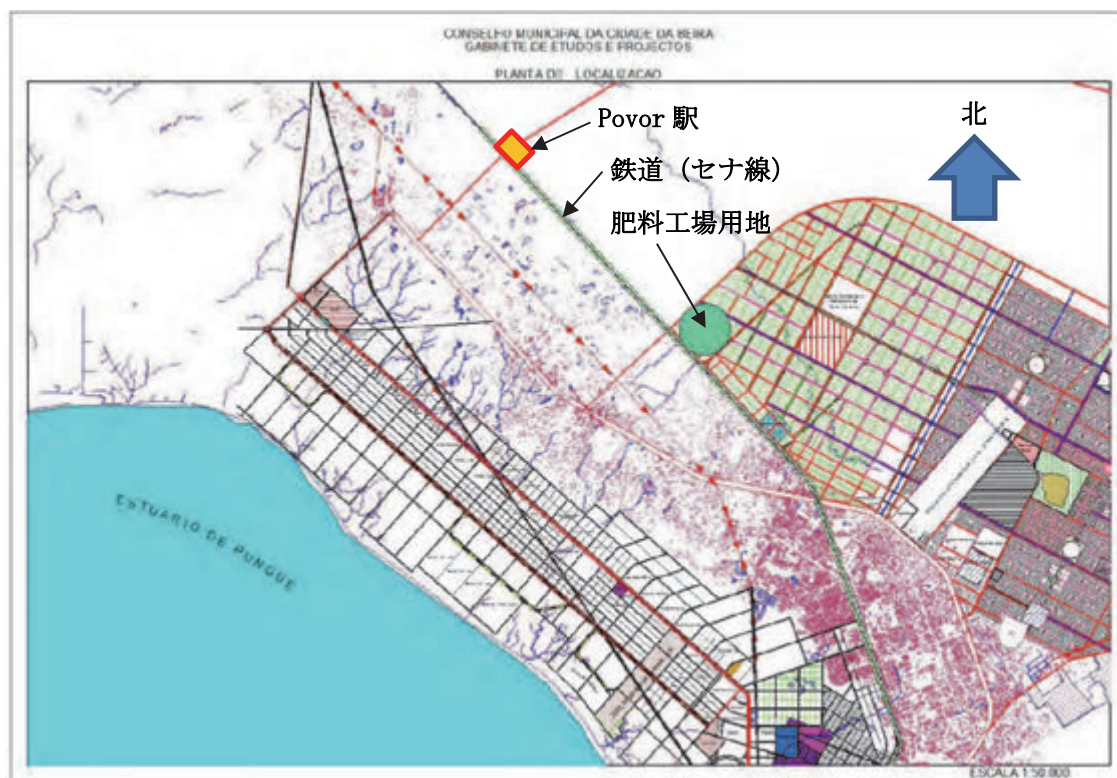 CONSELHO MUNICIPAL DA CIDADE DA BEIRA
GABINETE DE ETUDOS E PROJECTOS
PLANTA DE LOCALIZACAO
Povor 駅
北
鉄道 (セナ線)
肥料工場用地
ESTUARIO DE PUNGUE
ESCALA 1:50.000